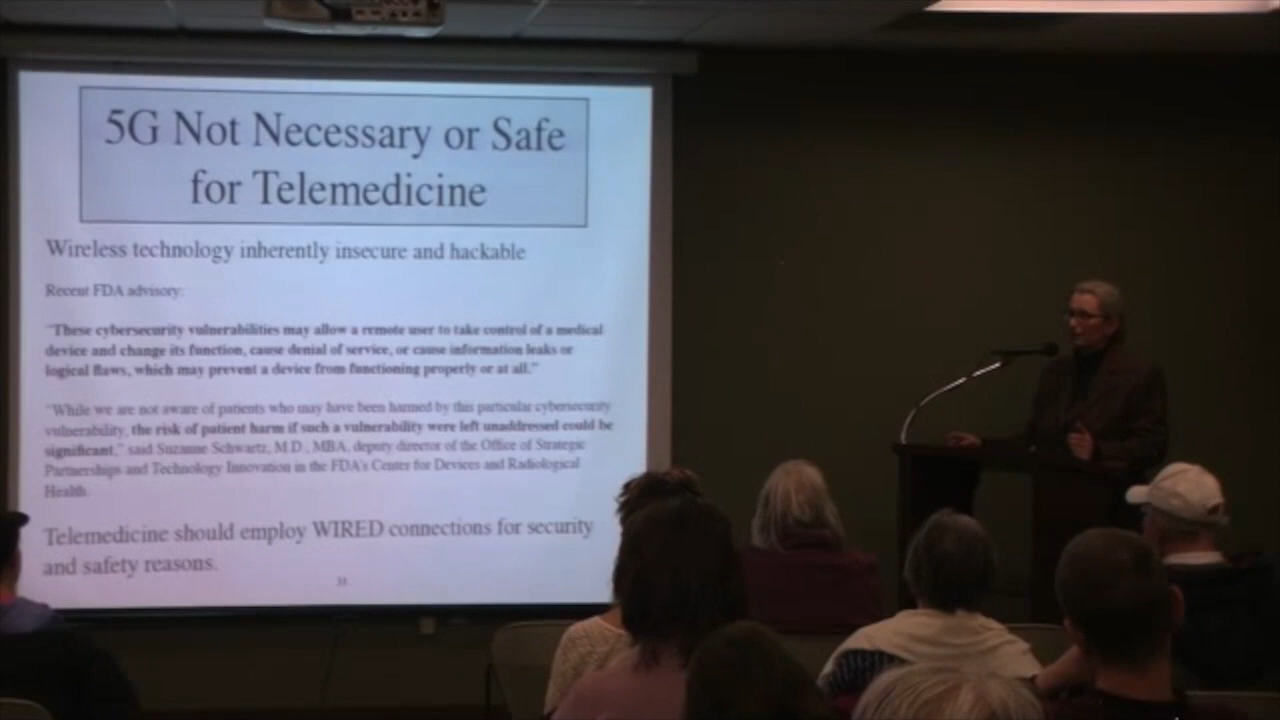 5G Not Necessary or Safe
for Telemedicine
Wireless technology inherently insecure and hackable
Recent FDA advisory:
"These cybersecurity vulnerabilities may allow a remote user to take control of a medical
device and change its function, cause denial of service, or cause information leaks or
logical flaws, which may prevent a device from functioning properly or at all."
"While we are not aware of patients who may have been harmed by this particular cybersecurity
vulnerability, the risk of patient harm if such a vulnerability were left unaddressed could be
significant," said Suzanne Schwartz, M.D., MBA, deputy director of the Office of Strategic
Partnerships and Technology Innovation in the FDA's Center for Devices and Radiological
Health.
Telemedicine should employ WIRED connections for security
and safety reasons.